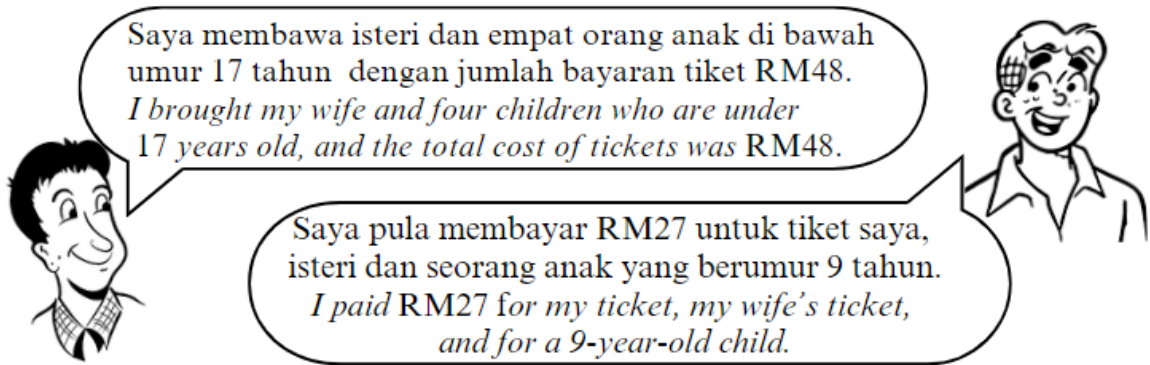 Saya membawa isteri dan empat orang anak di bawah
umur 17 tahun dengan jumlah bayaran tiket RM48.
I brought my wife and four children who are under
17 years old, and the total cost of tickets was RM48.
Saya pula membayar RM27 untuk tiket saya,
isteri dan seorang anak yang berumur 9 tahun.
I paid RM27 for my ticket, my wife's ticket,
and for a 9-year-old child.